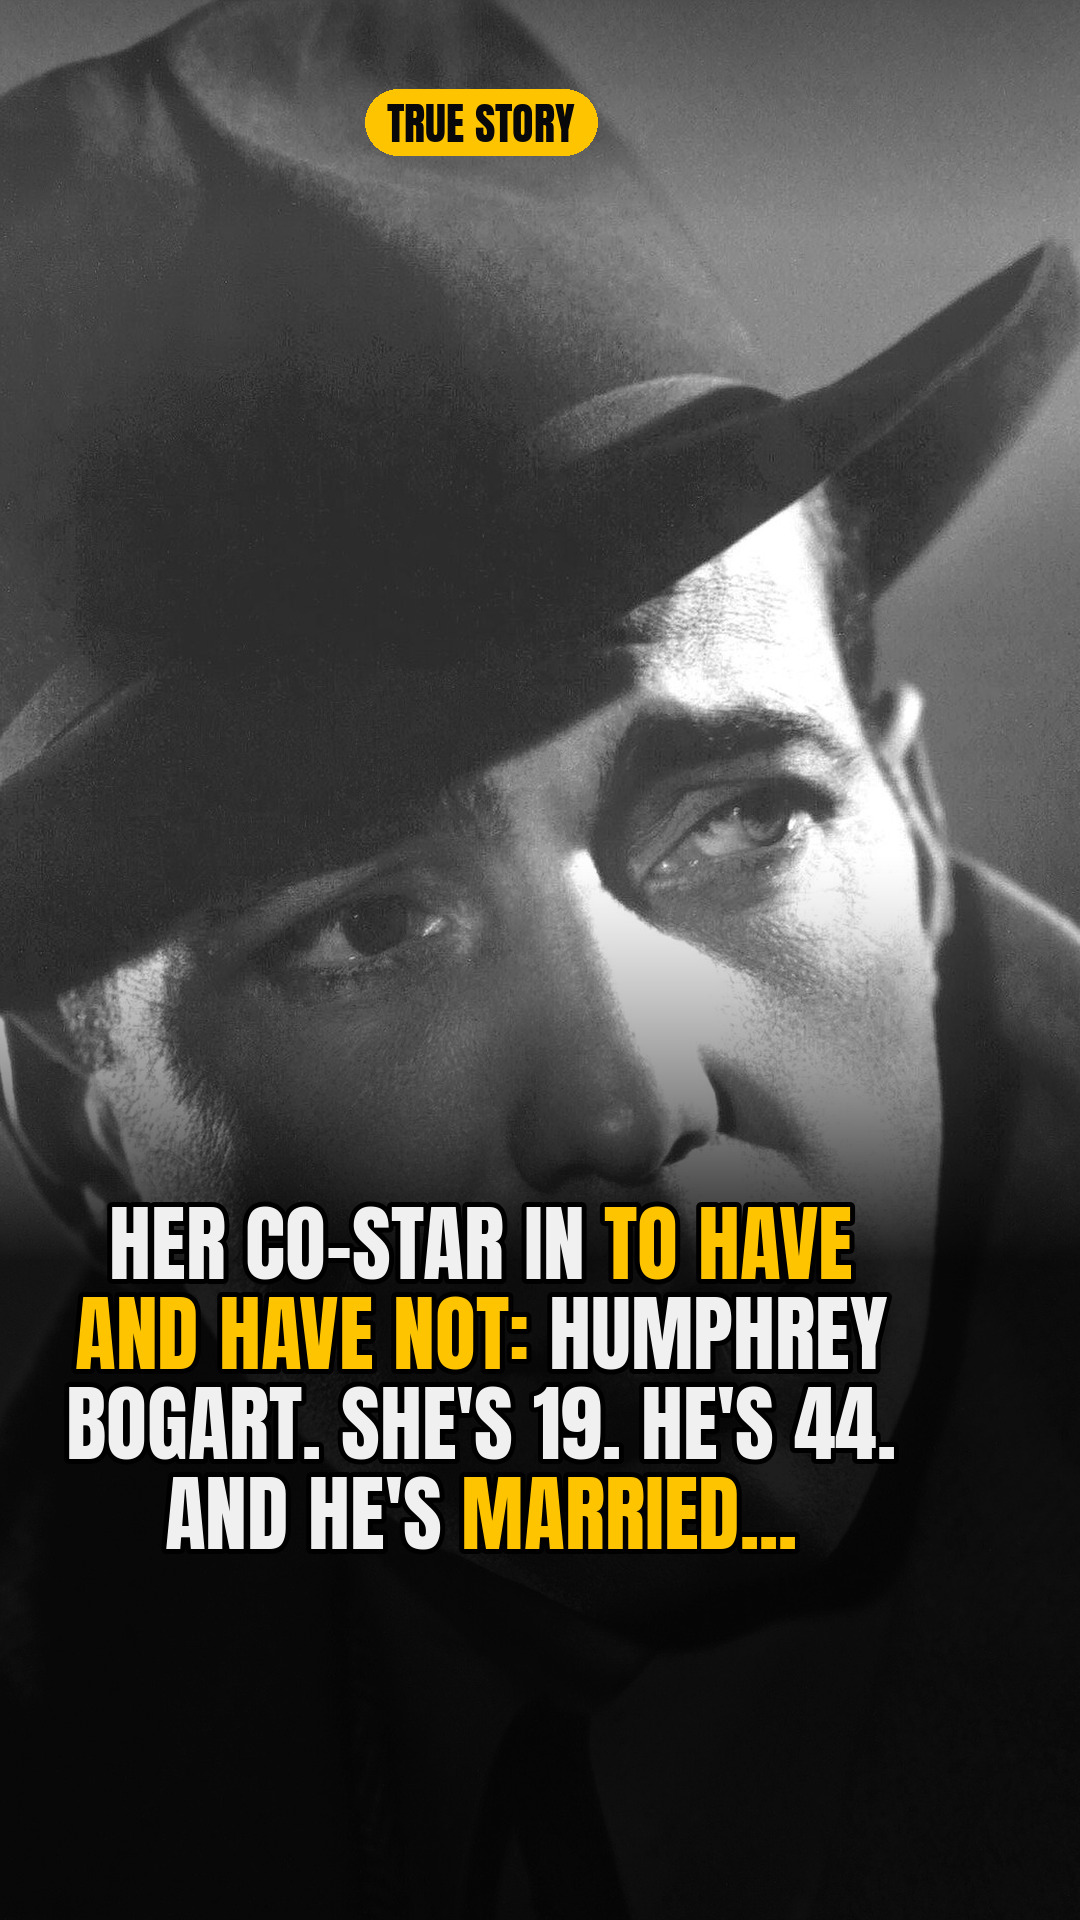 TRUE STORY
HER CO-STAR IN TO HAVE
AND HAVE NOT: HUMPHREY
BOGART. SHE'S 19. HE'S 44.
AND HE'S MARRIED...